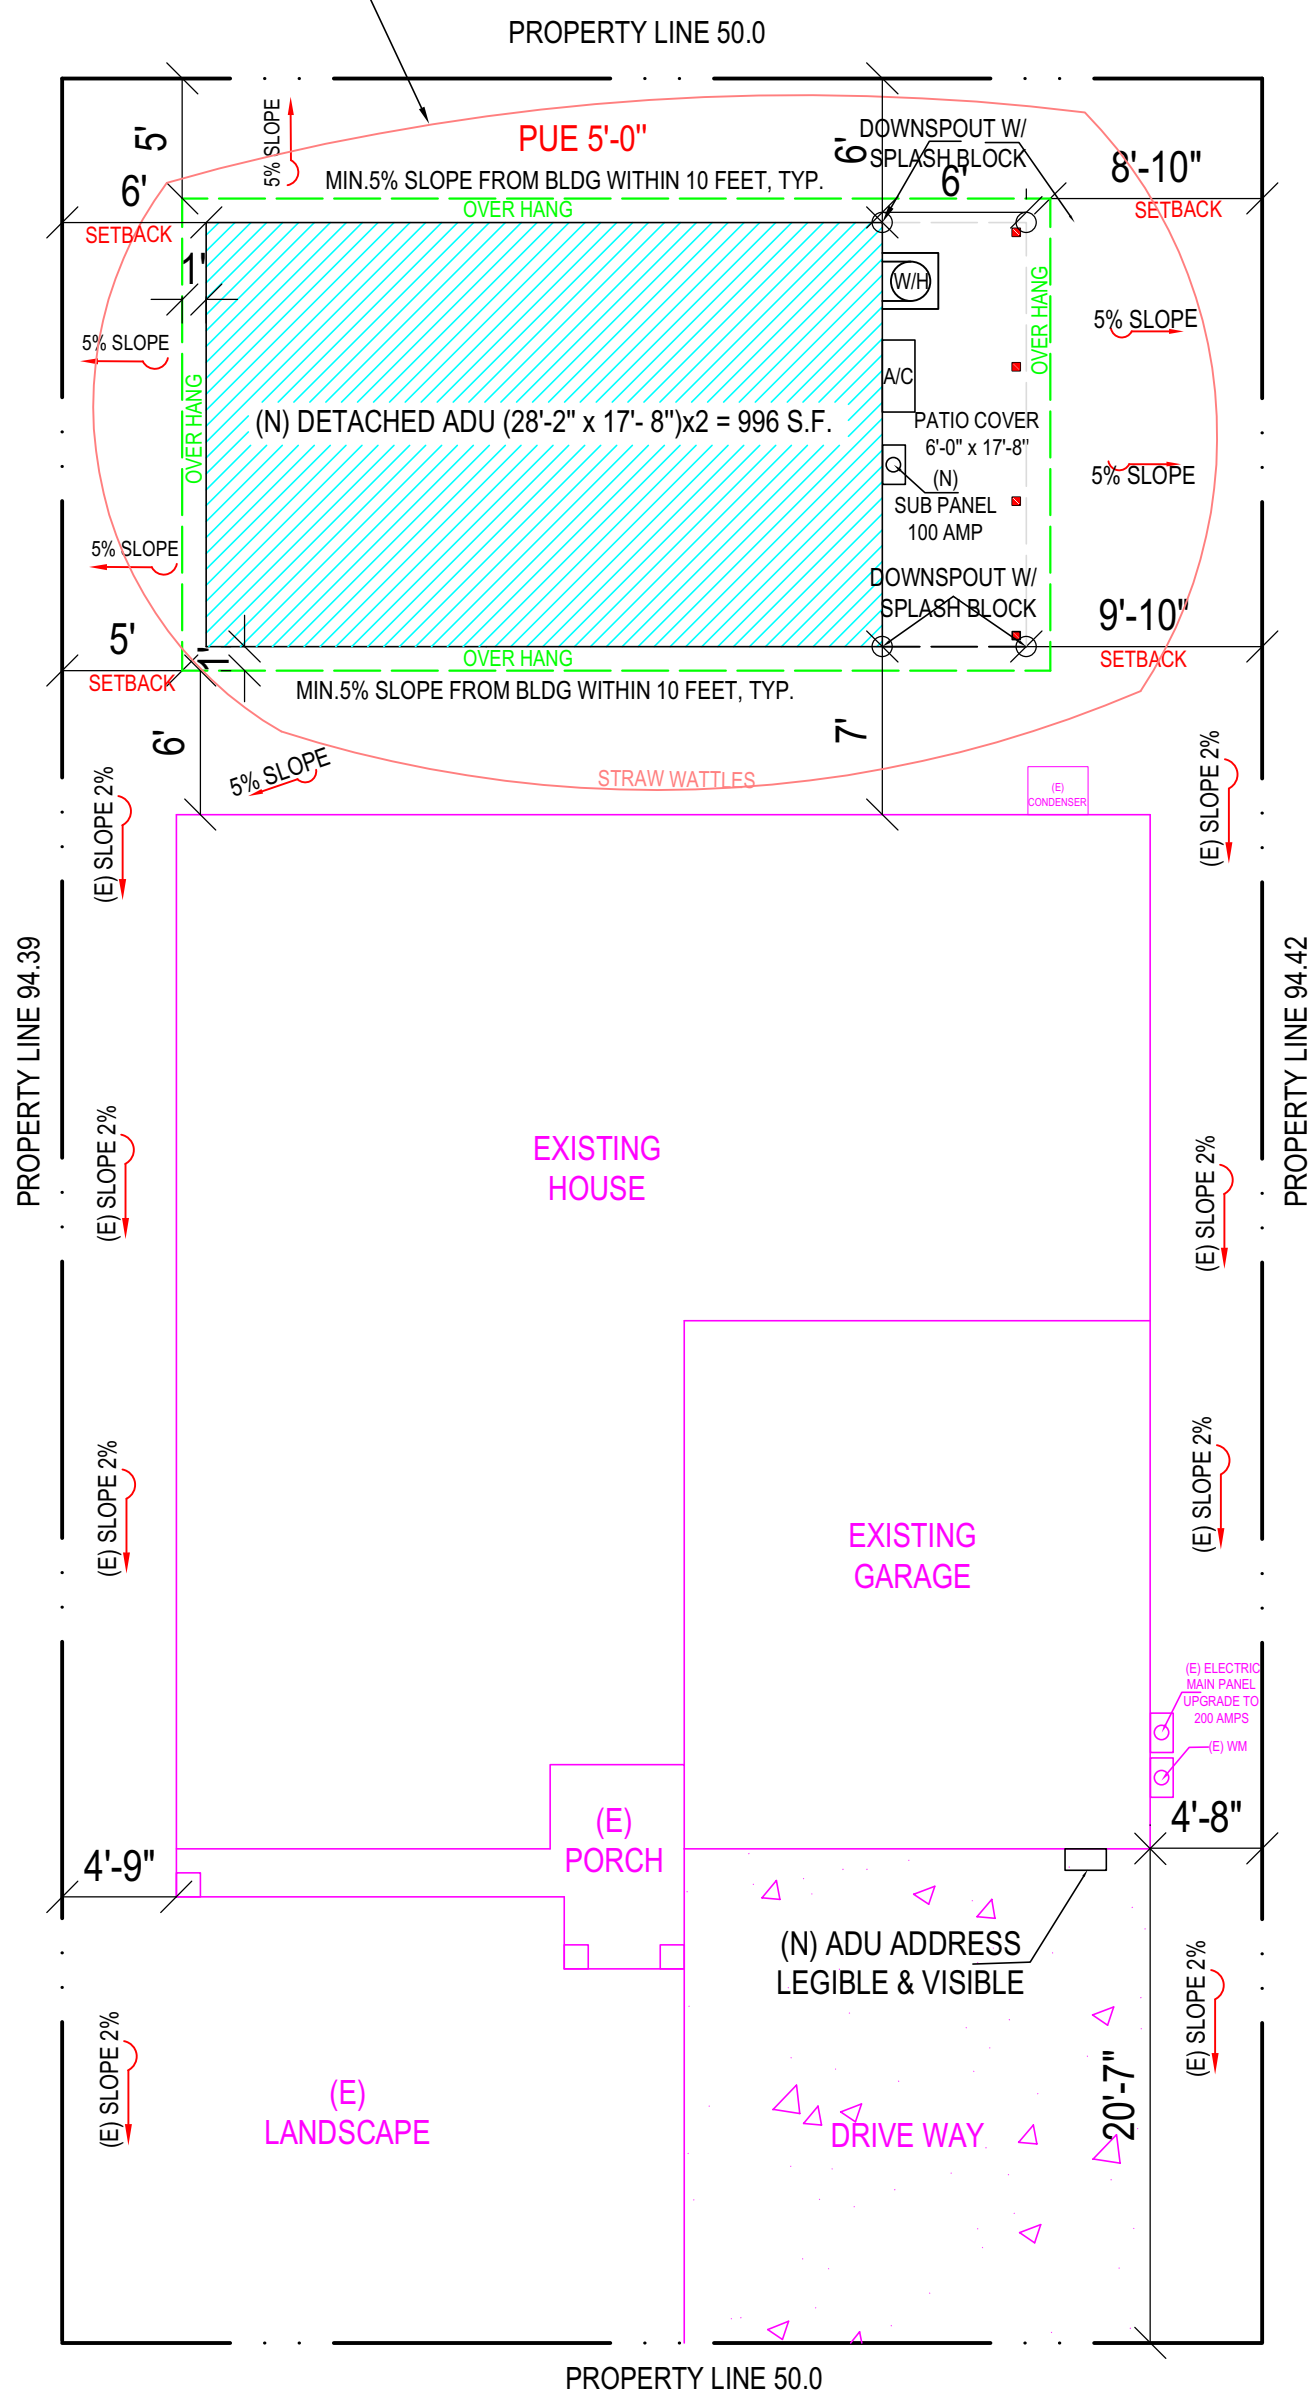 PROPERTY LINE 50.0
5% SLOPE
5'
PUE 5'-0"
6'
DOWNSPOUT W/
SPLASH BLOCK
6'
8'-10"
SETBACK
6'
SETBACK
MIN.5% SLOPE FROM BLDG WITHIN 10 FEET, TYP.
OVER HANG
1'
W/H
OVER HANG
5% SLOPE
5% SLOPE
A/C
OVER HANG
(N) DETACHED ADU (28'-2" x 17'- 8")x2 = 996 S.F.
PATIO COVER
6'-0" x 17'-8"
(N)
SUB PANEL
100 AMP
5% SLOPE
5% SLOPE
DOWNSPOUT W/
SPLASH BLOCK
9'-10"
SETBACK
5'
SETBACK
1'
OVER HANG
MIN.5% SLOPE FROM BLDG WITHIN 10 FEET, TYP.
6'
7'
5% SLOPE
STRAW WATTLES
(E)
CONDENSER
(E) SLOPE 2%
(E) SLOPE 2%
PROPERTY LINE 94.39
PROPERTY LINE 94.42
EXISTING
HOUSE
(E) SLOPE 2%
(E) SLOPE 2%
(E) SLOPE 2%
(E) SLOPE 2%
EXISTING
GARAGE
(E) ELECTRIC
MAIN PANEL
UPGRADE TO
200 AMPS
(E) WM
4'-8"
(E)
PORCH
4'-9"
(N) ADU ADDRESS
LEGIBLE & VISIBLE
(E) SLOPE 2%
(E) SLOPE 2%
20'-7"
(E)
LANDSCAPE
DRIVE WAY
PROPERTY LINE 50.0